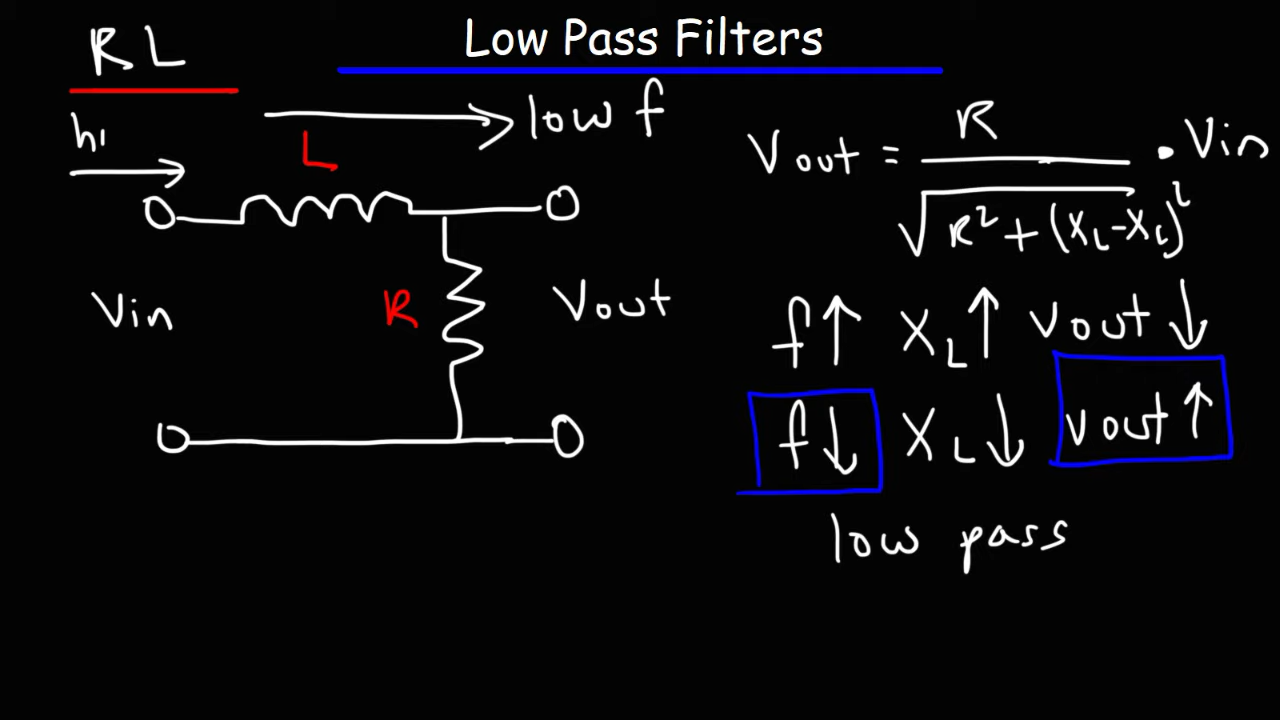 Low Pass Filters
RL
hi
low f
L
Vin
R
Vout
Vout = R / √R² + (XL-XC)² · Vin
f↑ XL↑ Vout↓
f↓ XL↓ Vout↑
low pass